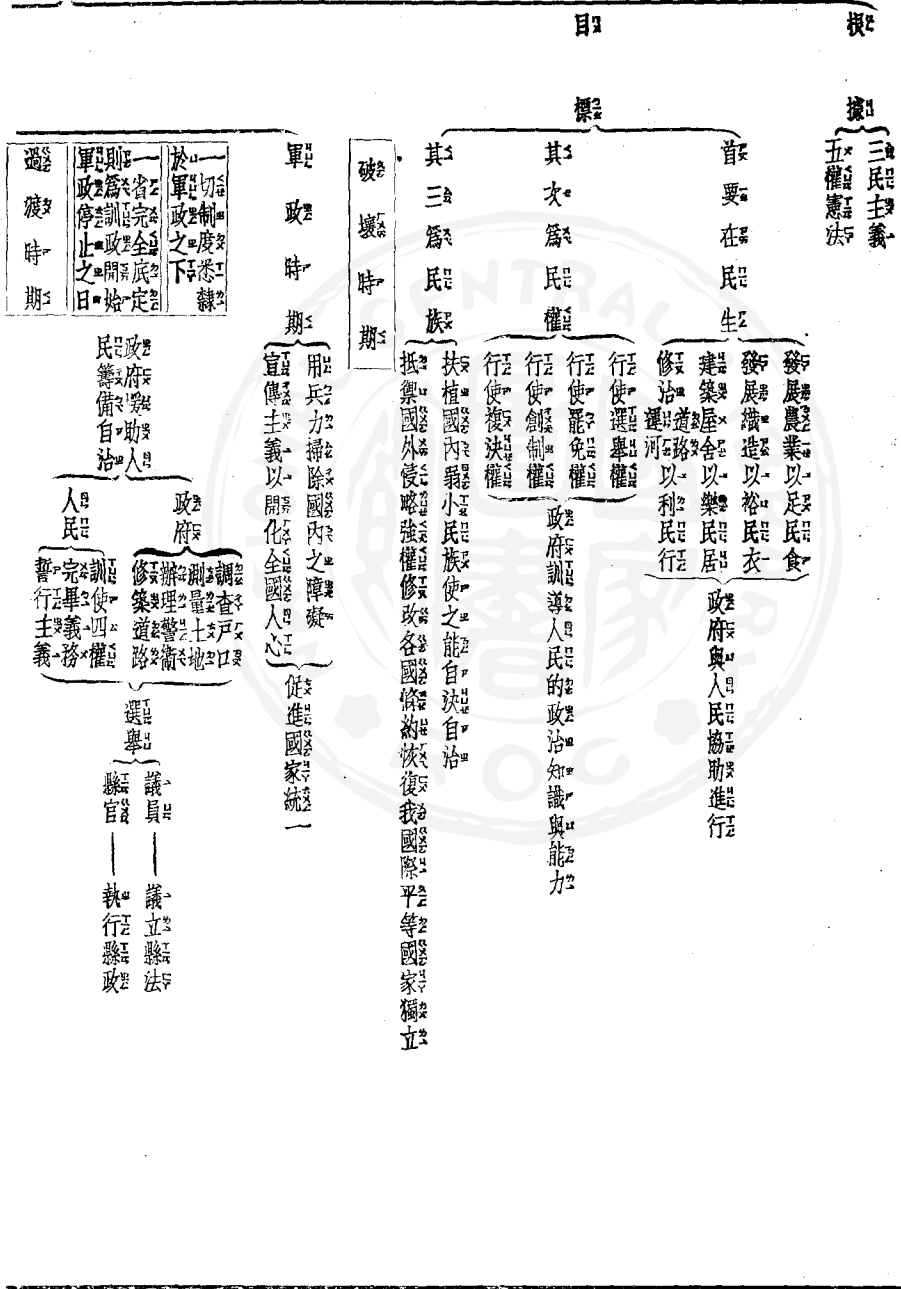 根據
三民主義
五權憲法
目標
首要在民生
發展農業以足民食
發展織造以裕民衣
建築屋舍以樂民居
修治道路運河以利民行
政府與人民協助進行
其次為民權
行使選舉權
行使罷免權
行使創制權
行使複決權
政府訓導人民的政治知識與能力
其三為民族
扶植國內弱小民族使之能自決自治
抵禦國外侵略強權修改各國條約恢復我國際平等國家獨立
破壞時期
軍政時期
用兵力掃除國內之障礙
宣傳主義以開化全國人心
促進國家統一
一切制度悉隸
於軍政之下
一省完全底定
則為訓政開始
軍政停止之日
過渡時期
政府援助人
民籌備自治
政府
調查戶口
測量土地
辦理警衛
修築道路
人民
訓使四權
完畢義務
誓行主義
選舉
議員——議立縣法
縣官——執行縣政
CENTRAL
ROC